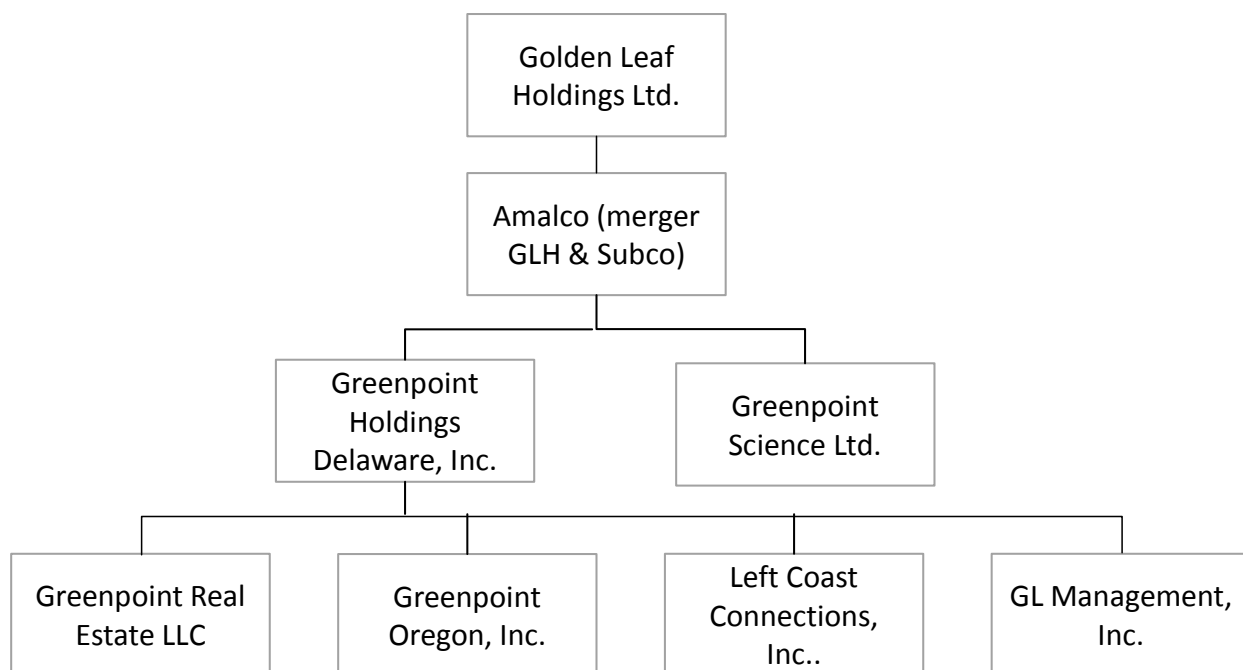 Golden Leaf
Holdings Ltd.
Amalco (merger
GLH & Subco)
Greenpoint
Holdings
Delaware, Inc.
Greenpoint
Science Ltd.
Greenpoint Real
Estate LLC
Greenpoint
Oregon, Inc.
Left Coast
Connections,
Inc..
GL Management,
Inc.